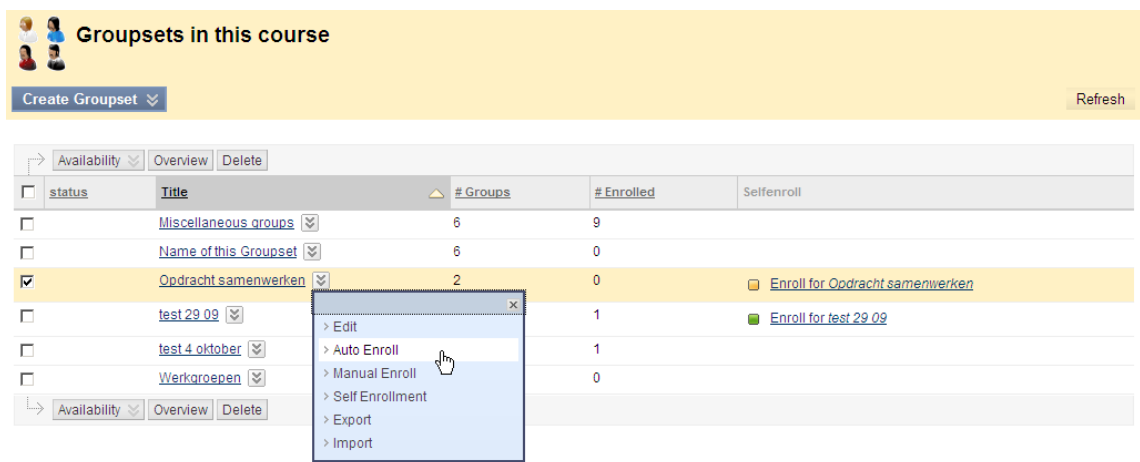 Groupsets in this course
Create Groupset
Refresh
Availability Overview Delete
status Title # Groups # Enrolled Selfenroll
Miscellaneous groups 6 9
Name of this Groupset 6 0
Opdracht samenwerken 2 0 Enroll for Opdracht samenwerken
test 29 09 1 Enroll for test 29 09
> Edit
test 4 oktober 1
> Auto Enroll
> Manual Enroll
Werkgroepen 0
> Self Enrollment
Availability Overview Delete
> Export
> Import